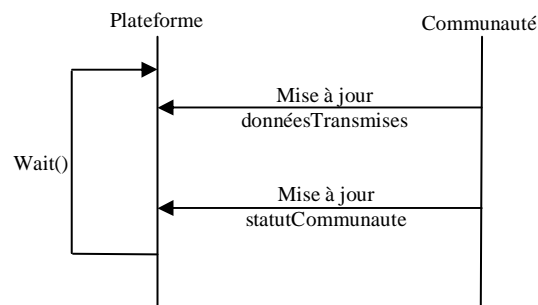 Plateforme
Communauté
Mise à jour
donnéesTransmises
Wait()
Mise à jour
statutCommunaute